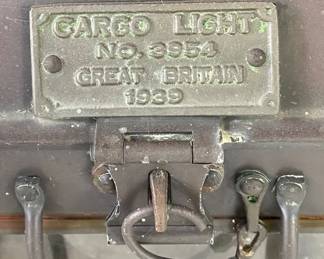 CARGO LIGHT
NO. 3954
GREAT BRITAIN
1939